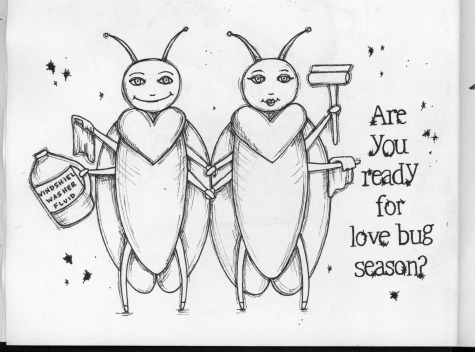 WINDSHIEL
WASHER
FLUID
Are
you
ready
for
love bug
season?